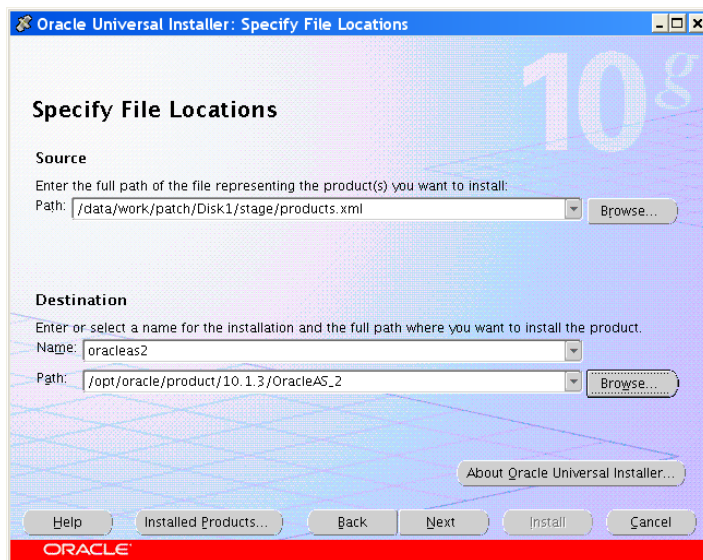 Oracle Universal Installer: Specify File Locations
10g
Specify File Locations
Source
Enter the full path of the file representing the product(s) you want to install:
Path: /data/work/patch/Disk1/stage/products.xml Browse...
Destination
Enter or select a name for the installation and the full path where you want to install the product.
Name: oracleas2
Path: /opt/oracle/product/10.1.3/OracleAS_2 Browse...
About Oracle Universal Installer...
Help Installed Products... Back Next Install Cancel
ORACLE